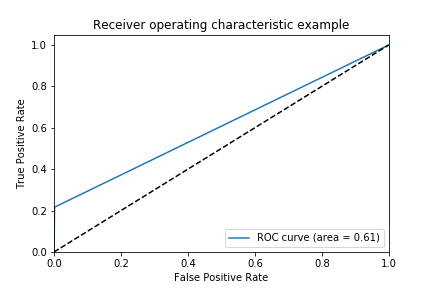 Receiver operating characteristic example
1.0
0.8
0.6
0.4
0.2
0.0
True Positive Rate
ROC curve (area = 0.61)
0.0 0.2 0.4 0.6 0.8 1.0
False Positive Rate